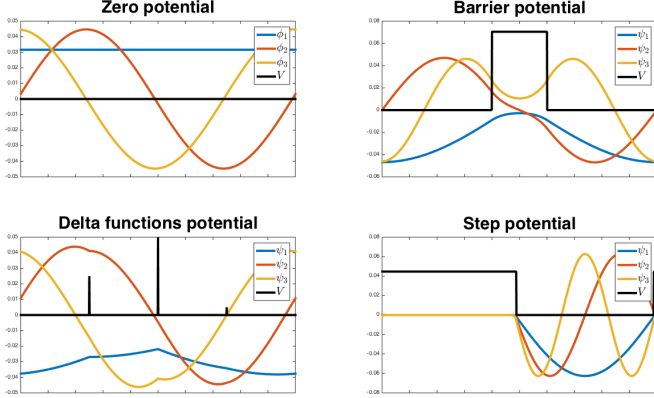 Zero potential
0.05
0.04
0.03
0.02
0.01
0
-0.01
-0.02
-0.03
-0.04
-0.05
ϕ₁
ϕ₂
ϕ₃
V
Barrier potential
0.08
0.06
0.04
0.02
0
-0.02
-0.04
-0.06
ψ₁
ψ₂
ψ₃
V
Delta functions potential
0.05
0.04
0.03
0.02
0.01
0
-0.01
-0.02
-0.03
-0.04
-0.05
ψ₁
ψ₂
ψ₃
V
Step potential
0.08
0.06
0.04
0.02
0
-0.02
-0.04
-0.06
-0.08
ψ₁
ψ₂
ψ₃
V